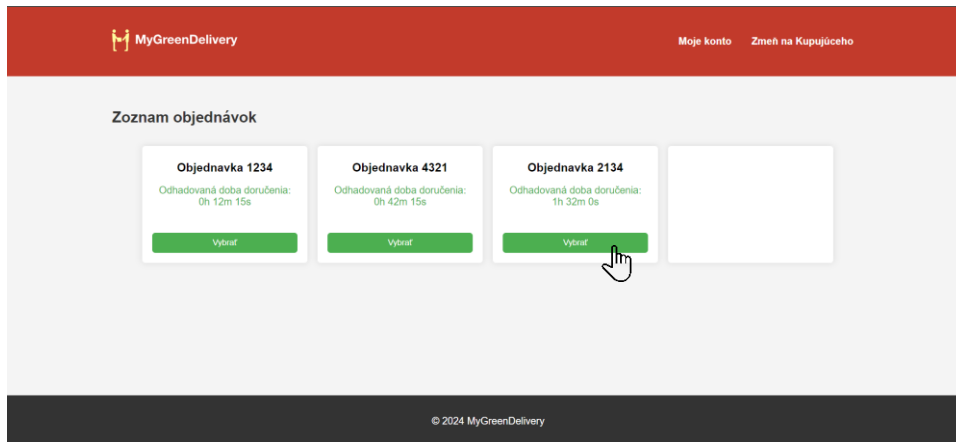 MyGreenDelivery
Moje konto Zmeň na Kupujúceho
Zoznam objednávok
Objednavka 1234
Odhadovaná doba doručenia:
0h 12m 15s
Vybrať
Objednavka 4321
Odhadovaná doba doručenia:
0h 42m 15s
Vybrať
Objednavka 2134
Odhadovaná doba doručenia:
1h 32m 0s
Vybrať
© 2024 MyGreenDelivery